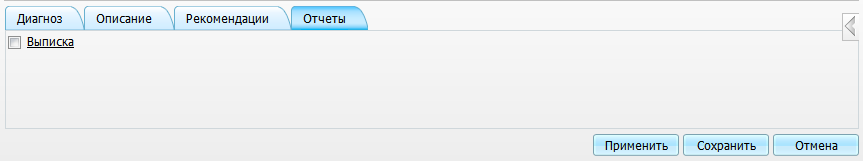 Диагноз Описание Рекомендации Отчеты
Выписка
Применить Сохранить Отмена